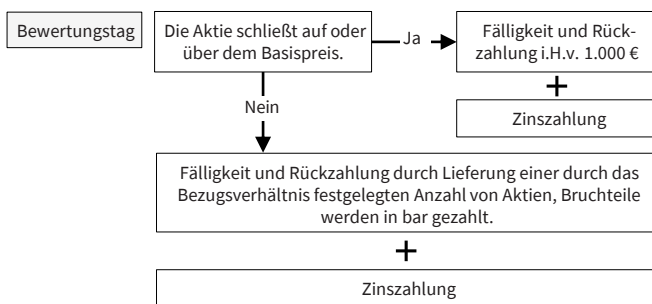 Bewertungstag
Die Aktie schließt auf oder
über dem Basispreis.
Ja
Fälligkeit und Rück-
zahlung i.H.v. 1.000 €
+
Zinszahlung
Nein
Fälligkeit und Rückzahlung durch Lieferung einer durch das
Bezugsverhältnis festgelegten Anzahl von Aktien, Bruchteile
werden in bar gezahlt.
+
Zinszahlung